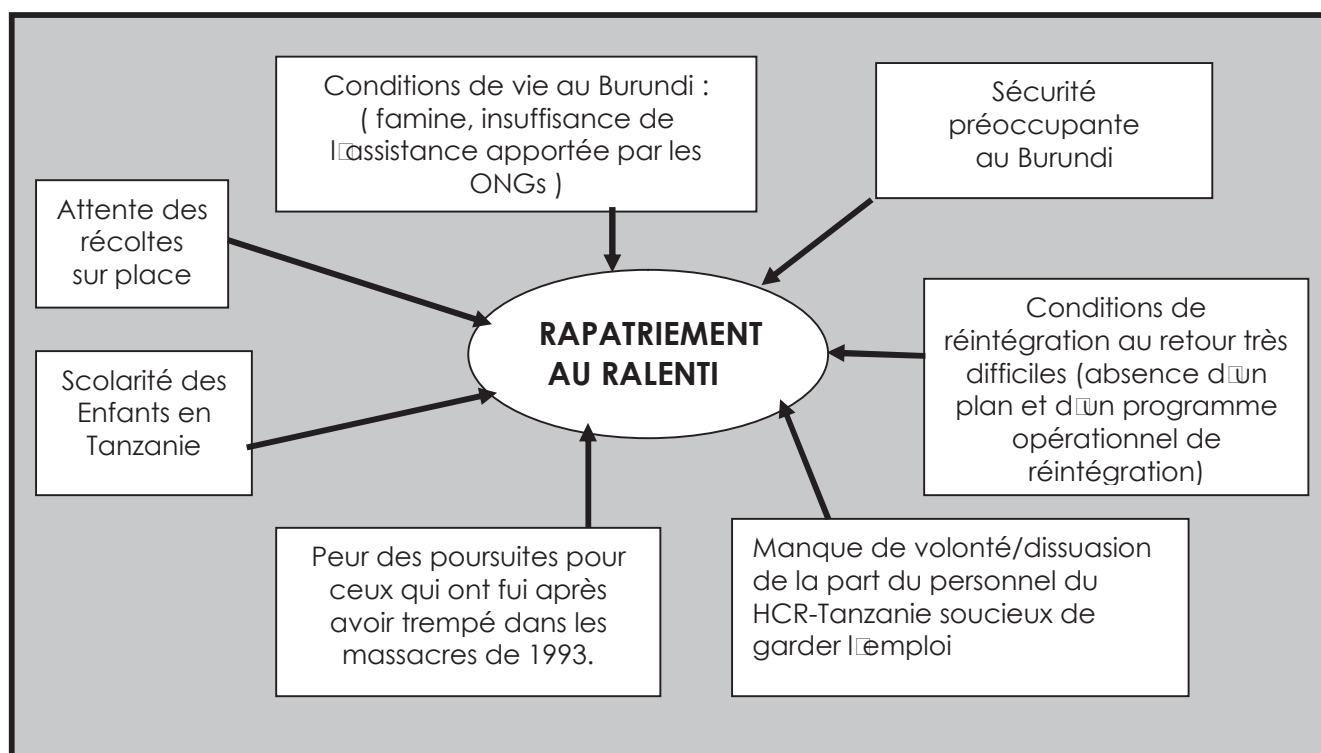 Conditions de vie au Burundi :
( famine, insuffisance de
l□assistance apportée par les
ONGs )
Sécurité
préoccupante
au Burundi
Attente des
récoltes
sur place
RAPATRIEMENT
AU RALENTI
Conditions de
réintégration au retour très
difficiles (absence d□un
plan et d□un programme
opérationnel de
réintégration)
Scolarité des
Enfants en
Tanzanie
Peur des poursuites pour
ceux qui ont fui après
avoir trempé dans les
massacres de 1993.
Manque de volonté/dissuasion
de la part du personnel du
HCR-Tanzanie soucieux de
garder l□emploi